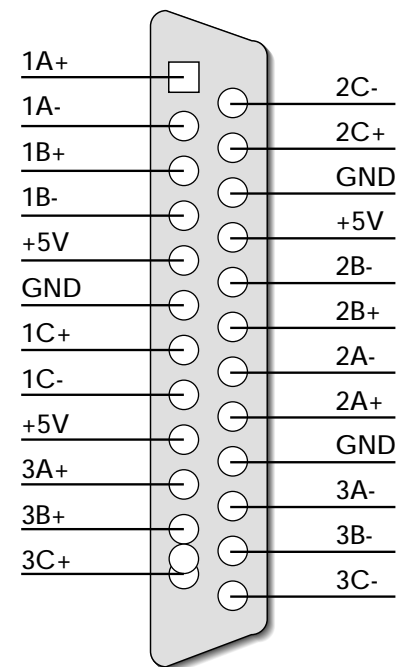 1A+
1A-
1B+
1B-
+5V
GND
1C+
1C-
+5V
3A+
3B+
3C+
2C-
2C+
GND
+5V
2B-
2B+
2A-
2A+
GND
3A-
3B-
3C-